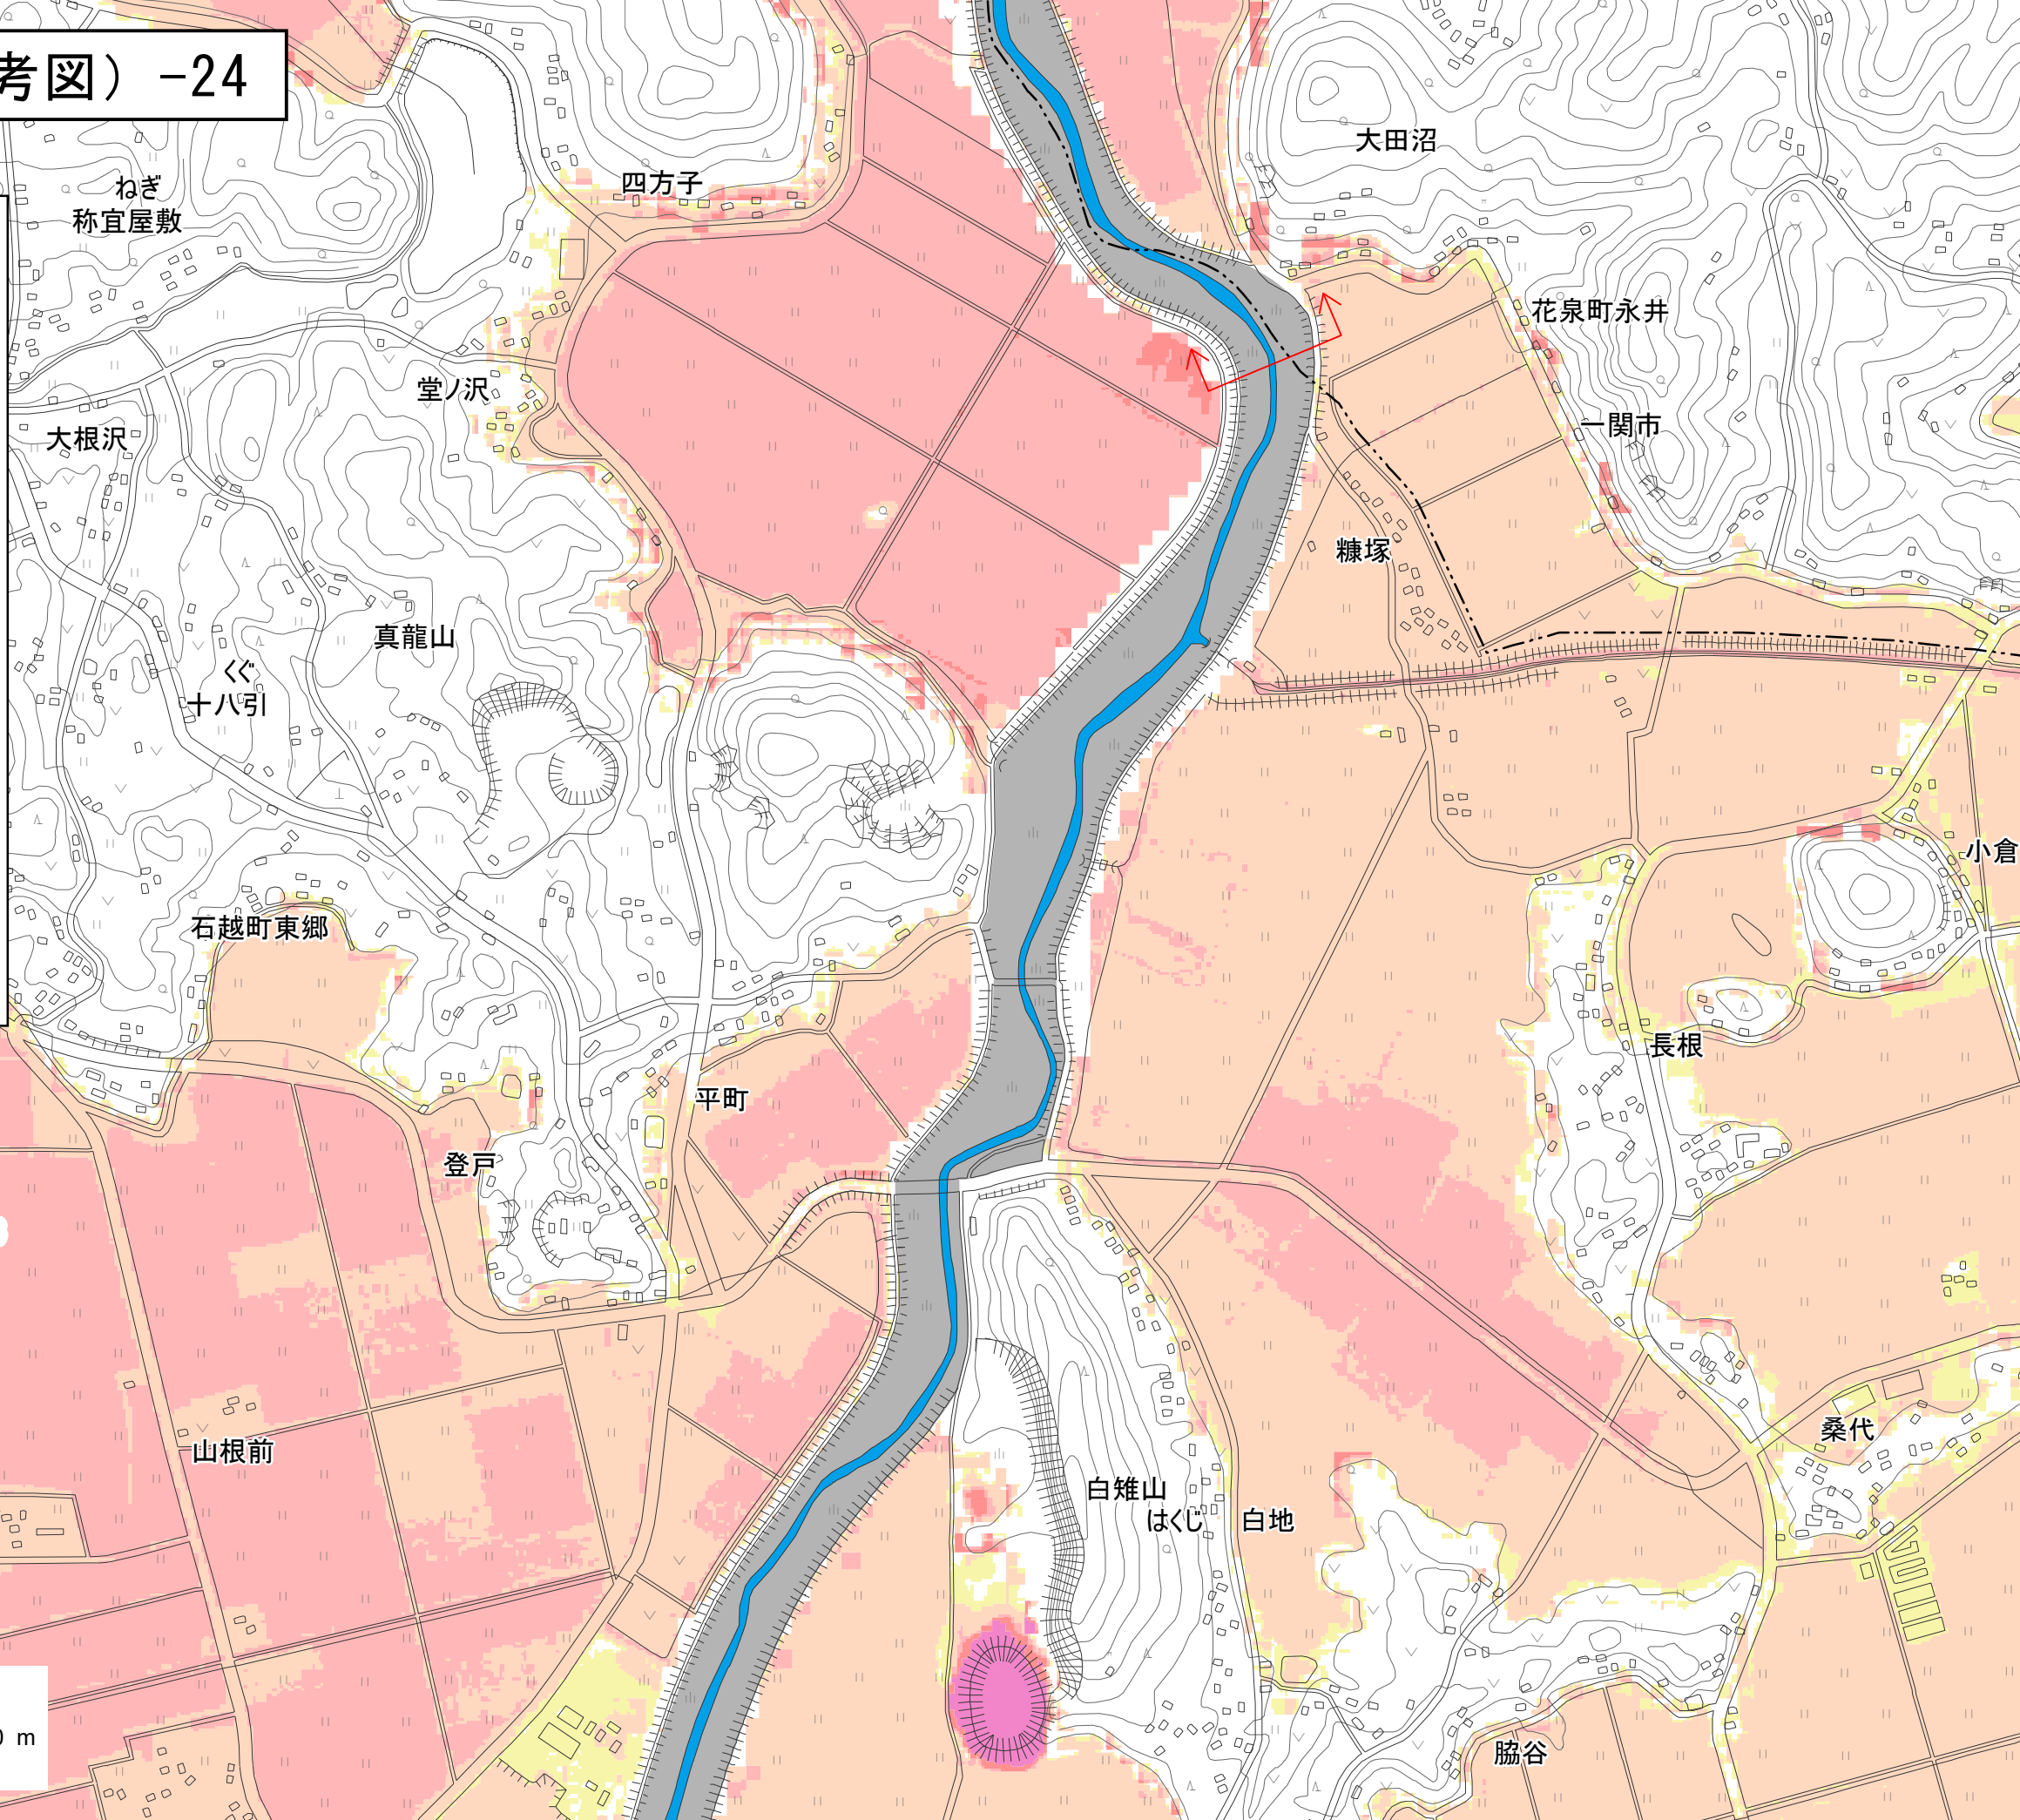 考図）-24
大田沼
四方子
ねぎ
称宜屋敷
花泉町永井
堂ノ沢
一関市
大根沢
糠塚
真龍山
くぐ
十八引
小倉
石越町東郷
長根
平町
登戸
桑代
山根前
白雉山
はくじ
白地
脇谷
m